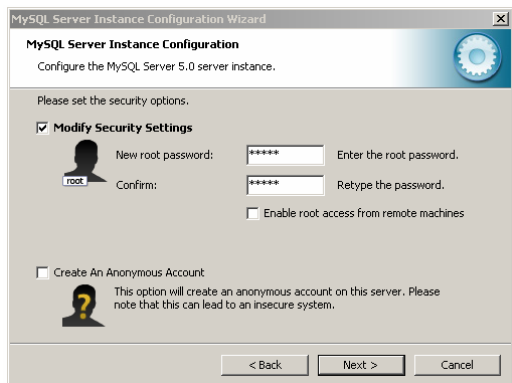 MySQL Server Instance Configuration Wizard
MySQL Server Instance Configuration
Configure the MySQL Server 5.0 server instance.
Please set the security options.
Modify Security Settings
root
New root password:
*****
Enter the root password.
Confirm:
*****
Retype the password.
Enable root access from remote machines
Create An Anonymous Account
?
This option will create an anonymous account on this server. Please
note that this can lead to an insecure system.
< Back
Next >
Cancel